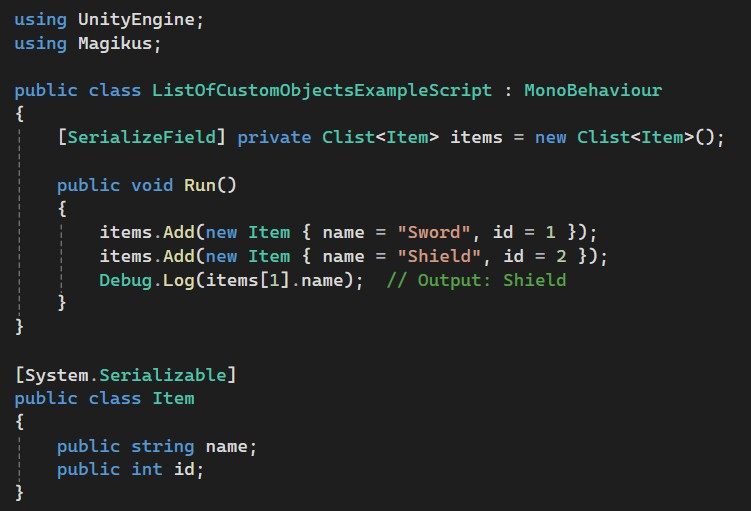 using UnityEngine;
using Magikus;
public class ListOfCustomObjectsExampleScript : MonoBehaviour
{
[SerializeField] private Clist<Item> items = new Clist<Item>();
public void Run()
{
items.Add(new Item { name = "Sword", id = 1 });
items.Add(new Item { name = "Shield", id = 2 });
Debug.Log(items[1].name);  // Output: Shield
}
}
[System.Serializable]
public class Item
{
public string name;
public int id;
}